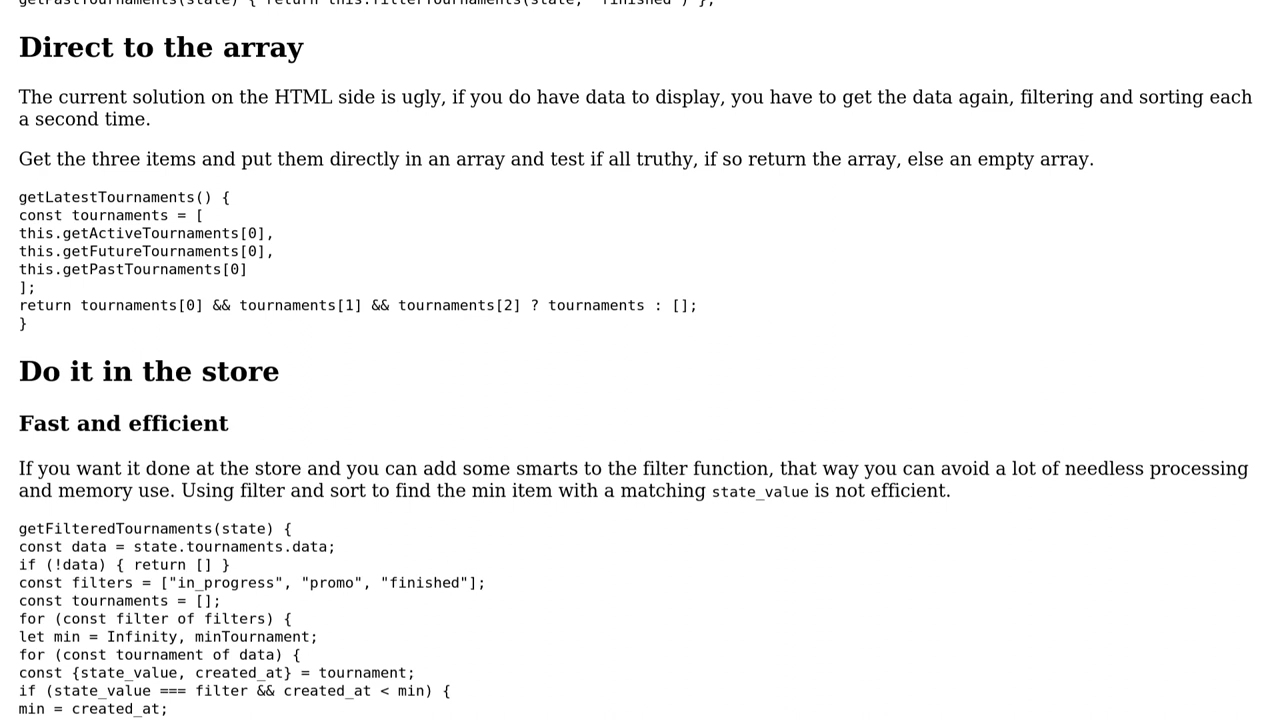 getPastTournaments(state) { return this.filterTournaments(state, "finished") },
Direct to the array
The current solution on the HTML side is ugly, if you do have data to display, you have to get the data again, filtering and sorting each
a second time.
Get the three items and put them directly in an array and test if all truthy, if so return the array, else an empty array.
getLatestTournaments() {
const tournaments = [
this.getActiveTournaments[0],
this.getFutureTournaments[0],
this.getPastTournaments[0]
];
return tournaments[0] && tournaments[1] && tournaments[2] ? tournaments : [];
}
Do it in the store
Fast and efficient
If you want it done at the store and you can add some smarts to the filter function, that way you can avoid a lot of needless processing
and memory use. Using filter and sort to find the min item with a matching state_value is not efficient.
getFilteredTournaments(state) {
const data = state.tournaments.data;
if (!data) { return [] }
const filters = ["in_progress", "promo", "finished"];
const tournaments = [];
for (const filter of filters) {
let min = Infinity, minTournament;
for (const tournament of data) {
const {state_value, created_at} = tournament;
if (state_value === filter && created_at < min) {
min = created_at;